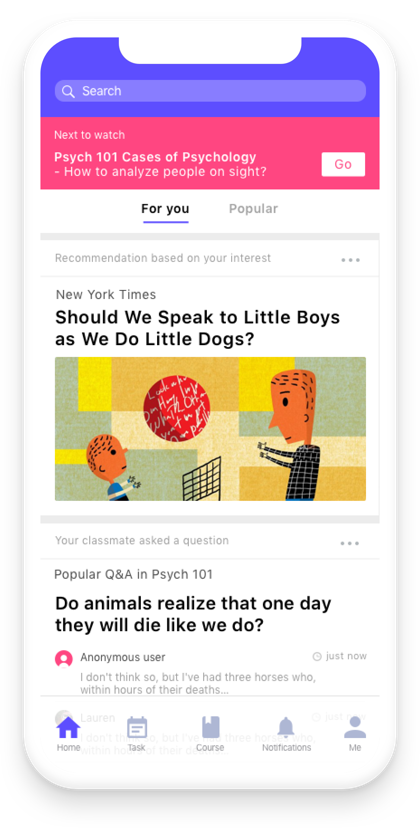 Search
Next to watch
Psych 101 Cases of Psychology
- How to analyze people on sight?
Go
For you
Popular
Recommendation based on your interest
New York Times
Should We Speak to Little Boys
as We Do Little Dogs?
Your classmate asked a question
Popular Q&A in Psych 101
Do animals realize that one day
they will die like we do?
Anonymous user
just now
I don't think so, but I've had three horses who,
within hours of their deaths...
Lauren
just now
I don't think so, but I've had three horses who,
within hours of their deaths...
Home
Task
Course
Notifications
Me